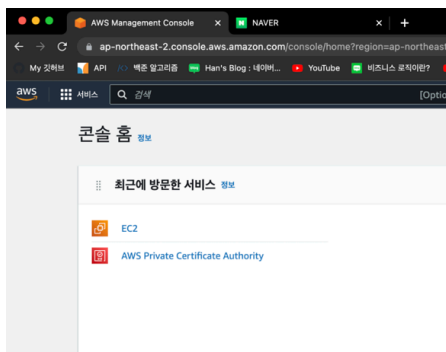 AWS Management Console
NAVER
ap-northeast-2.console.aws.amazon.com/console/home?region=ap-northeast
My 깃허브
API
백준 알고리즘
Han's Blog : 네이버...
YouTube
비즈니스 로직이란?
aws
서비스
검색
[Optio
콘솔 홈 정보
최근에 방문한 서비스 정보
EC2
AWS Private Certificate Authority